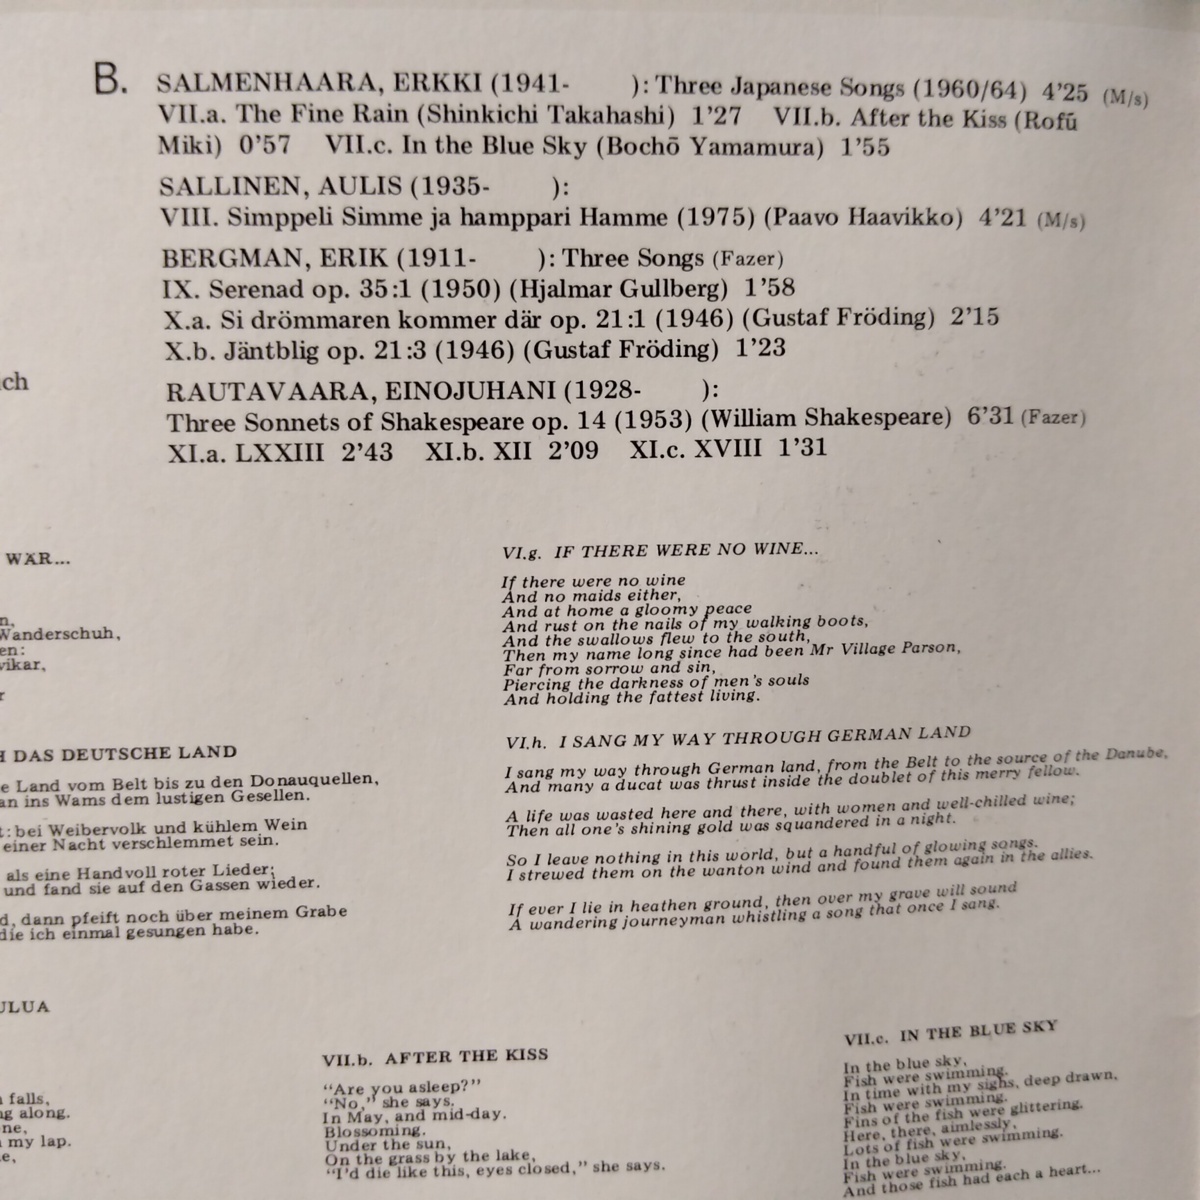 B. SALMENHAARA, ERKKI (1941- ): Three Japanese Songs (1960/64) 4'25 (M/s)
VII.a. The Fine Rain (Shinkichi Takahashi) 1'27 VII.b. After the Kiss (Rofū
Miki) 0'57 VII.c. In the Blue Sky (Bochō Yamamura) 1'55
SALLINEN, AULIS (1935- ):
VIII. Simppeli Simme ja hamppari Hamme (1975) (Paavo Haavikko) 4'21 (M/s)
BERGMAN, ERIK (1911- ): Three Songs (Fazer)
IX. Serenad op. 35:1 (1950) (Hjalmar Gullberg) 1'58
X.a. Si drömmaren kommer där op. 21:1 (1946) (Gustaf Fröding) 2'15
X.b. Jäntblig op. 21:3 (1946) (Gustaf Fröding) 1'23
RAUTAVAARA, EINOJUHANI (1928- ):
Three Sonnets of Shakespeare op. 14 (1953) (William Shakespeare) 6'31 (Fazer)
XI.a. LXXIII 2'43 XI.b. XII 2'09 XI.c. XVIII 1'31
ch
WÄR...
n,
Wanderschuh,
en:
vikar,
r
H DAS DEUTSCHE LAND
e Land vom Belt bis zu den Donauquellen,
an ins Wams dem lustigen Gesellen.
t: bei Weibervolk und kühlem Wein
einer Nacht verschlemmet sein.
als eine Handvoll roter Lieder;
und fand sie auf den Gassen wieder.
d, dann pfeift noch über meinem Grabe
die ich einmal gesungen habe.
VI.g. IF THERE WERE NO WINE...
If there were no wine
And no maids either,
And at home a gloomy peace
And rust on the nails of my walking boots,
And the swallows flew to the south,
Then my name long since had been Mr Village Parson,
Far from sorrow and sin,
Piercing the darkness of men's souls
And holding the fattest living.
VI.h. I SANG MY WAY THROUGH GERMAN LAND
I sang my way through German land, from the Belt to the source of the Danube,
And many a ducat was thrust inside the doublet of this merry fellow.
A life was wasted here and there, with women and well-chilled wine;
Then all one's shining gold was squandered in a night.
So I leave nothing in this world, but a handful of glowing songs.
I strewed them on the wanton wind and found them again in the allies.
If ever I lie in heathen ground, then over my grave will sound
A wandering journeyman whistling a song that once I sang.
ULUA
falls,
ng along.
ne,
my lap.
e,
VII.b. AFTER THE KISS
"Are you asleep?"
"No," she says.
In May, and mid-day.
Blossoming.
Under the sun,
On the grass by the lake,
"I'd die like this, eyes closed," she says.
VII.c. IN THE BLUE SKY
In the blue sky,
Fish were swimming.
In time with my sighs, deep drawn,
Fish were swimming.
Fins of the fish were glittering.
Here, there, aimlessly,
Lots of fish were swimming.
In the blue sky,
Fish were swimming.
And those fish had each a heart...